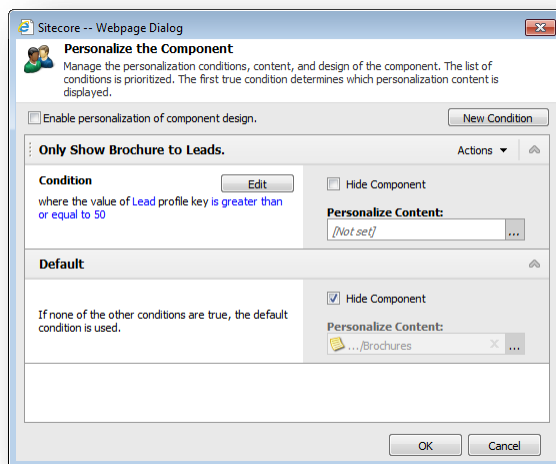 Sitecore -- Webpage Dialog
Personalize the Component
Manage the personalization conditions, content, and design of the component. The list of
conditions is prioritized. The first true condition determines which personalization content is
displayed.
Enable personalization of component design.
New Condition
Only Show Brochure to Leads.
Actions
Condition
Edit
where the value of Lead profile key is greater than
or equal to 50
Hide Component
Personalize Content:
[Not set]
...
Default
If none of the other conditions are true, the default
condition is used.
Hide Component
Personalize Content:
.../Brochures
...
OK
Cancel